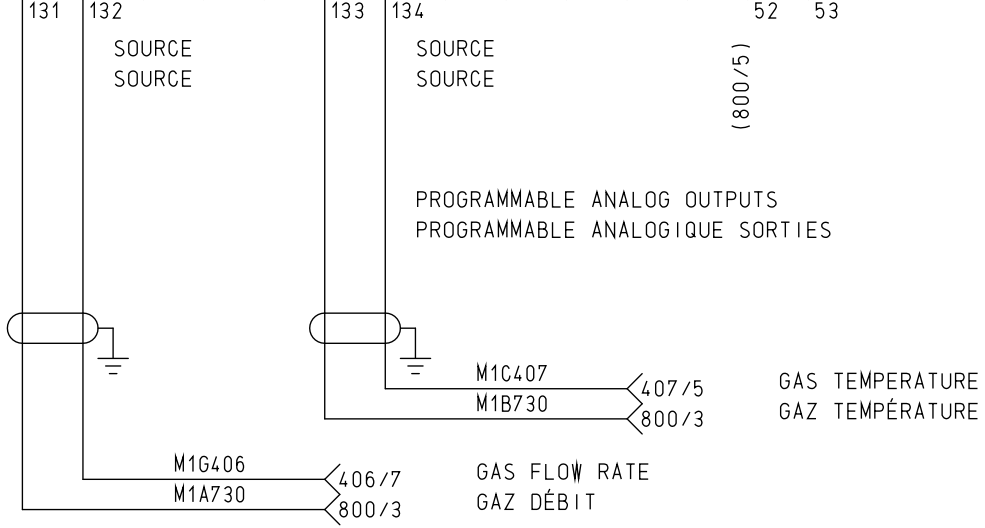 131 132 133 134 52 53
SOURCE SOURCE
SOURCE SOURCE
(800/5)
PROGRAMMABLE ANALOG OUTPUTS
PROGRAMMABLE ANALOGIQUE SORTIES
M1C407 407/5 GAS TEMPERATURE
M1B730 800/3 GAZ TEMPÉRATURE
M1G406 406/7 GAS FLOW RATE
M1A730 800/3 GAZ DÉBIT